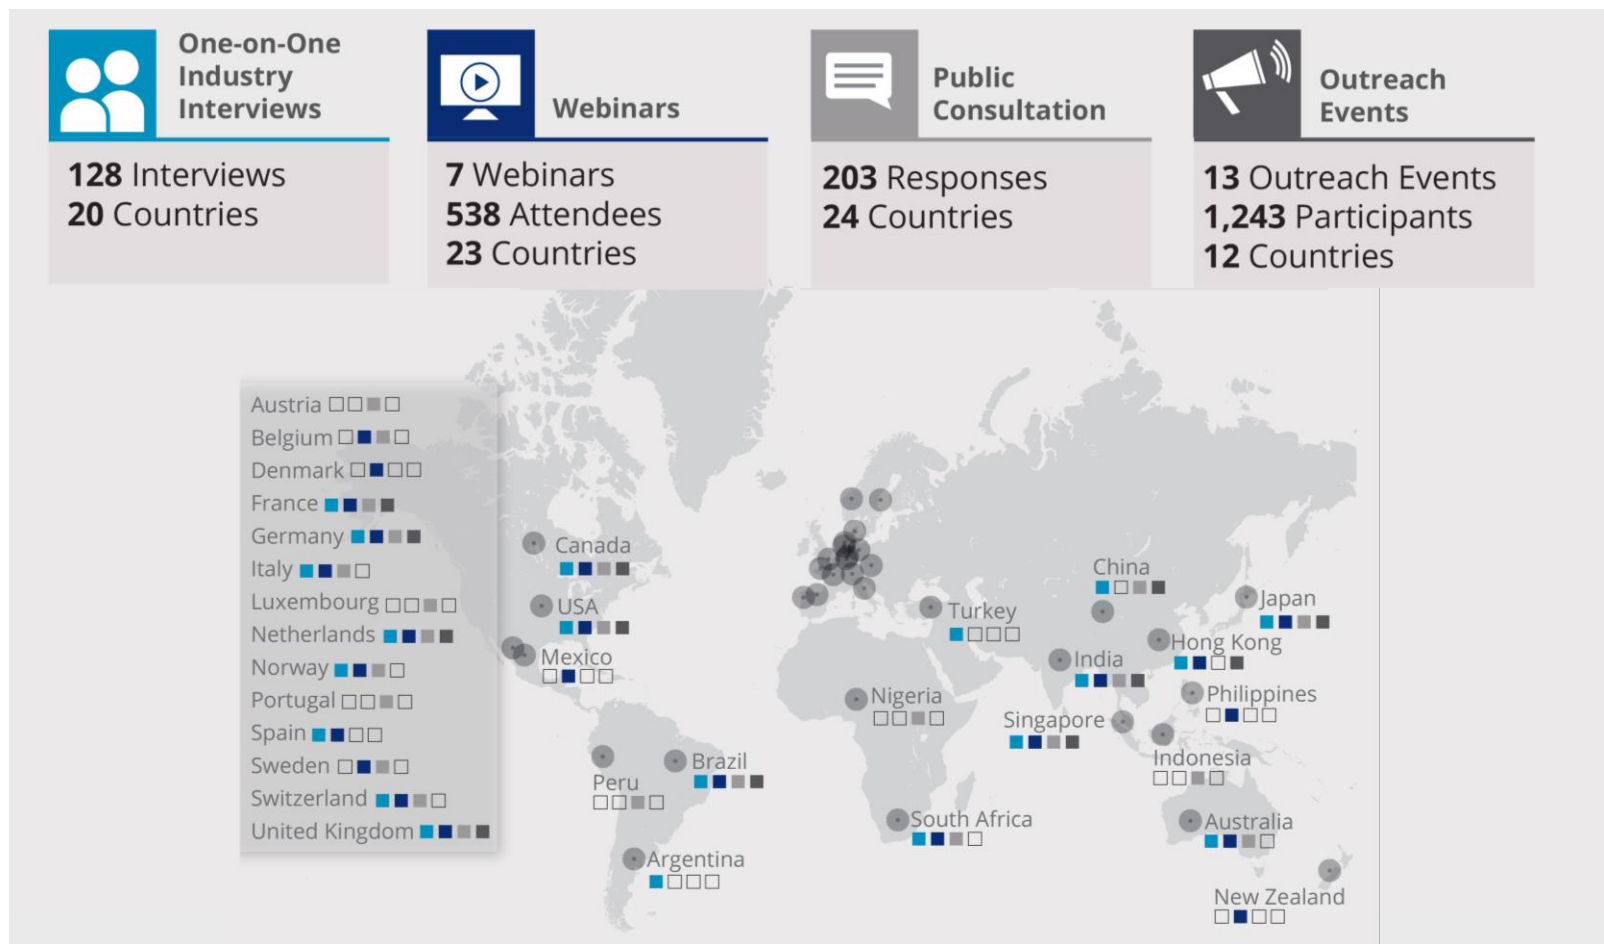 One-on-One
Industry
Interviews
128 Interviews
20 Countries
Webinars
7 Webinars
538 Attendees
23 Countries
Public
Consultation
203 Responses
24 Countries
Outreach
Events
13 Outreach Events
1,243 Participants
12 Countries
Austria
Belgium
Denmark
France
Germany
Italy
Luxembourg
Netherlands
Norway
Portugal
Spain
Sweden
Switzerland
United Kingdom
Canada
USA
Mexico
Peru
Brazil
Argentina
Turkey
Nigeria
South Africa
China
Japan
Hong Kong
India
Philippines
Singapore
Indonesia
Australia
New Zealand